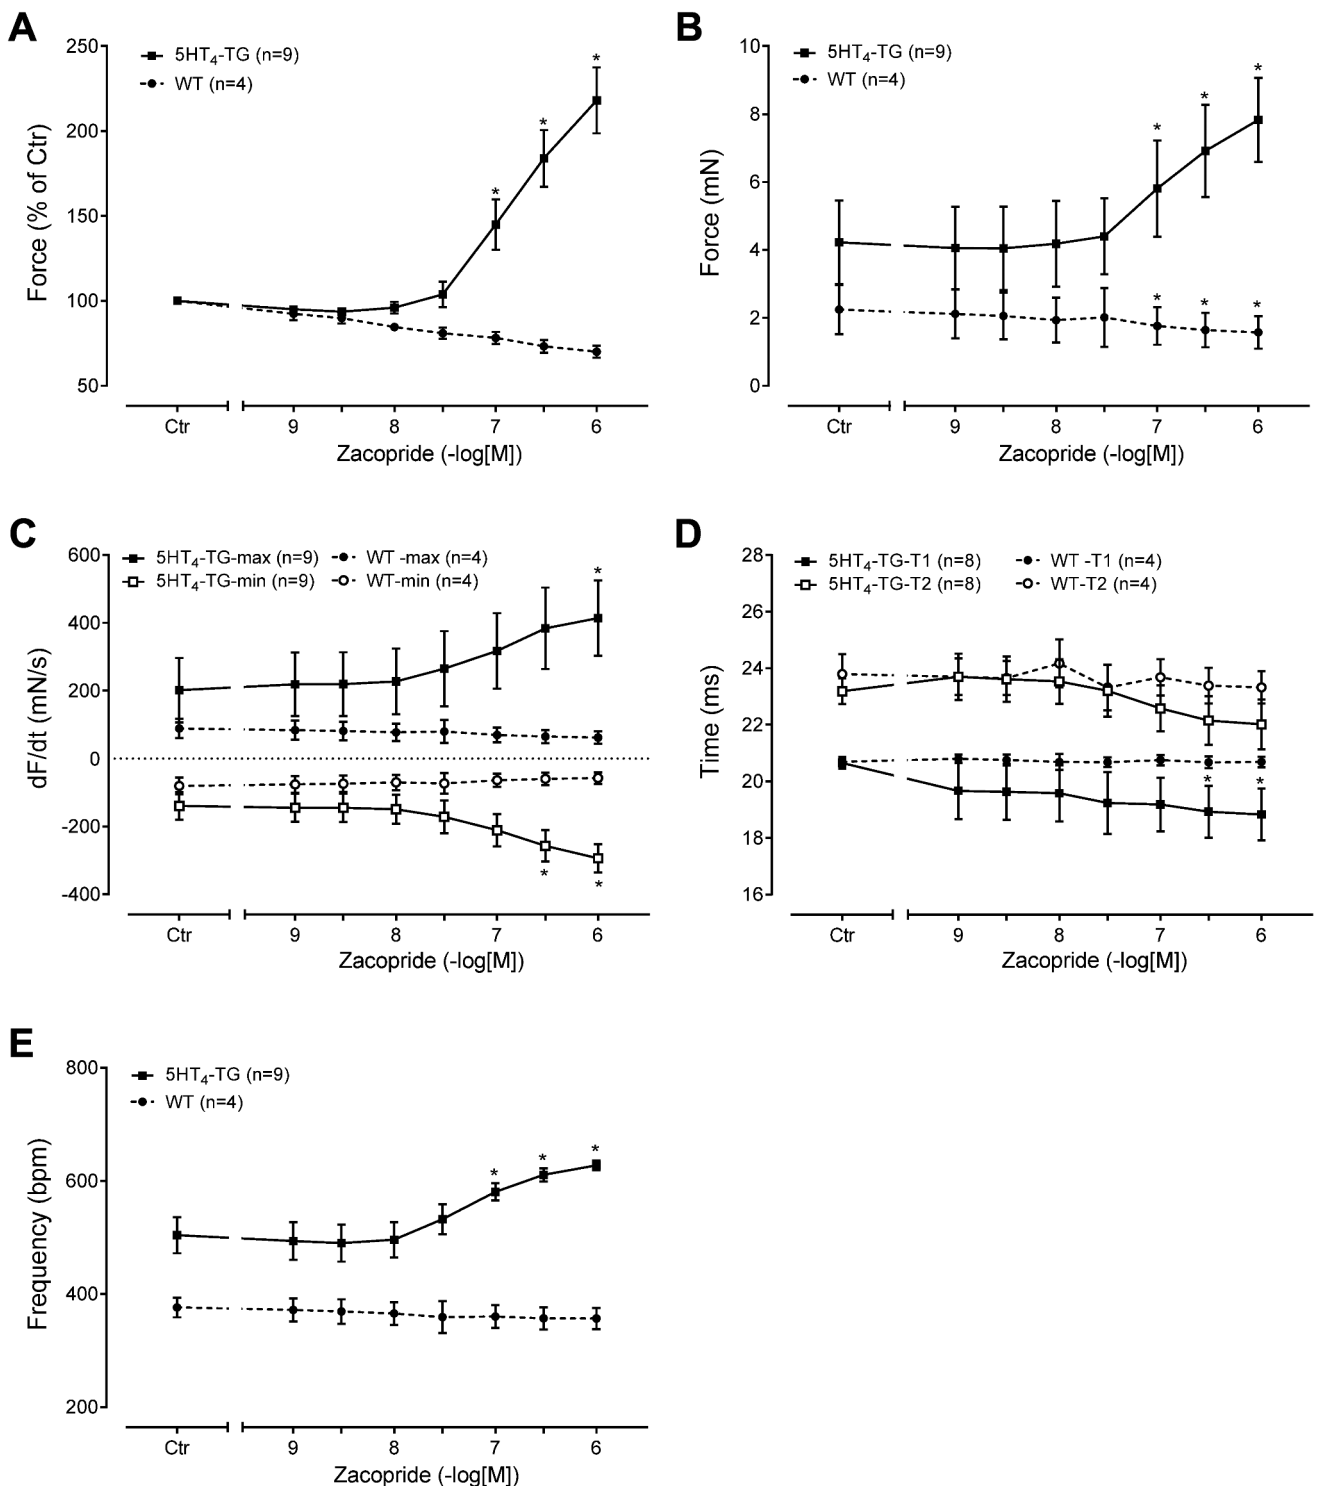 A
5HT4-TG (n=9)
WT (n=4)
Force (% of Ctr)
250
200
150
100
50
* * *
Ctr 9 8 7 6
Zacopride (-log[M])
B
5HT4-TG (n=9)
WT (n=4)
Force (mN)
10
8
6
4
2
0
* * *
* * *
Ctr 9 8 7 6
Zacopride (-log[M])
C
5HT4-TG-max (n=9) WT -max (n=4)
5HT4-TG-min (n=9) WT-min (n=4)
dF/dt (mN/s)
600
400
200
0
-200
-400
*
* *
Ctr 9 8 7 6
Zacopride (-log[M])
D
5HT4-TG-T1 (n=8) WT -T1 (n=4)
5HT4-TG-T2 (n=8) WT-T2 (n=4)
Time (ms)
28
26
24
22
20
18
16
* *
Ctr 9 8 7 6
Zacopride (-log[M])
E
5HT4-TG (n=9)
WT (n=4)
Frequency (bpm)
800
600
400
200
* * *
Ctr 9 8 7 6
Zacopride (-log[M])